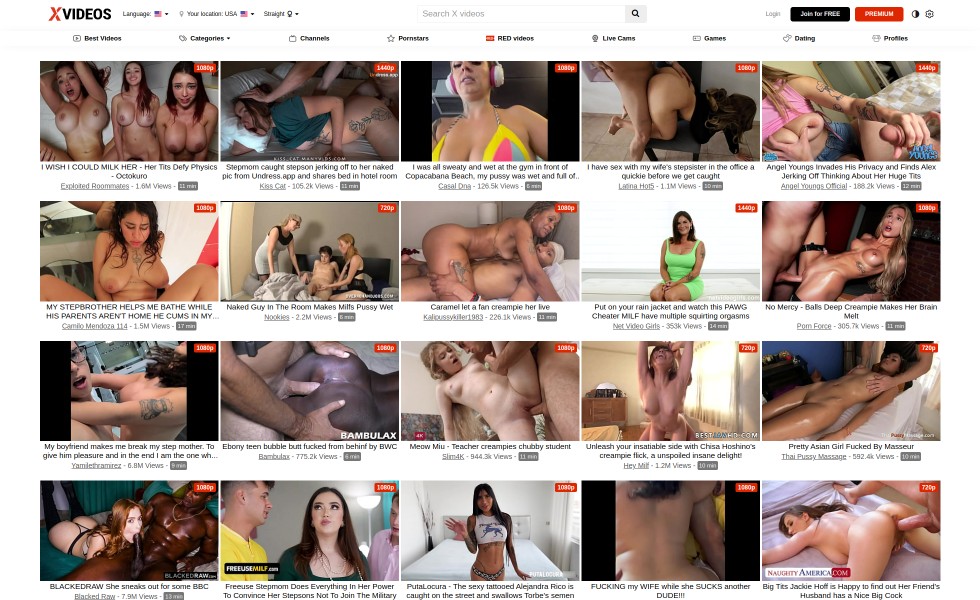 XVIDEOS Language: Your location: USA Straight Search X videos Login Join for FREE PREMIUM
Best Videos Categories Channels Pornstars RED videos Live Cams Games Dating Profiles
1080p 1440p 1080p 1080p 1440p
I WISH I COULD MILK HER - Her Tits Defy Physics
- Octokuro
Exploited Roommates - 1.6M Views - 11 min
KISS_CAT.MANYVIDS.COM
Stepmom caught stepson jerking off to her naked
pic from Undress.app and shares bed in hotel room
Kiss Cat - 105.2k Views - 11 min
I was all sweaty and wet at the gym in front of
Copacabana Beach, my pussy was wet and full of..
Casal Dna - 126.5k Views - 6 min
I have sex with my wife's stepsister in the office a
quickie before we get caught
Latina Hot5 - 1.1M Views - 10 min
Angel Youngs Invades His Privacy and Finds Alex
Jerking Off Thinking About Her Huge Tits
Angel Youngs Official - 188.2k Views - 12 min
1080p 720p 1080p 1440p 1080p
MY STEPBROTHER HELPS ME BATHE WHILE
HIS PARENTS AREN'T HOME HE CUMS IN MY...
Camilo Mendoza 114 - 1.5M Views - 17 min
Naked Guy In The Room Makes Milfs Pussy Wet
Nookies - 2.2M Views - 6 min
Caramel let a fan creampie her live
Kalipussykiller1983 - 226.1k Views - 11 min
Put on your rain jacket and watch this PAWG
Cheater MILF have multiple squirting orgasms
Net Video Girls - 353k Views - 14 min
No Mercy - Balls Deep Creampie Makes Her Brain
Melt
Porn Force - 305.7k Views - 11 min
1080p 1080p 1080p 720p 720p
My boyfriend makes me break my step mother. To
give him pleasure and in the end I am the one wh...
Yamilethramirez - 6.8M Views - 9 min
BAMBULAX
Ebony teen bubble butt fucked from behinf by BWC
Bambulax - 775.2k Views - 6 min
4K
Meow Miu - Teacher creampies chubby student
Slim4K - 944.3k Views - 11 min
Unleash your insatiable side with Chisa Hoshino's
creampie flick, a unspoiled insane delight!
Hey Milf - 1.2M Views - 10 min
Pretty Asian Girl Fucked By Masseur
Thai Pussy Massage - 592.4k Views - 10 min
1080p 1080p 1080p 1080p 720p
BLACKEDRAW.COM
BLACKEDRAW She sneaks out for some BBC
Blacked Raw - 7.9M Views - 13 min
FREEUSEMILF.COM
Freeuse Stepmom Does Everything In Her Power
To Convince Her Stepsons Not To Join The Military
PUTALOCURA
PutaLocura - The sexy tattooed Alejandra Rico is
caught on the street and swallows Torbe's semen
FUCKING my WIFE while she SUCKS another
DUDE!!!
NAUGHTY AMERICA.COM
Big Tits Jackie Hoff is Happy to find out Her Friend's
Husband has a Nice Big Cock